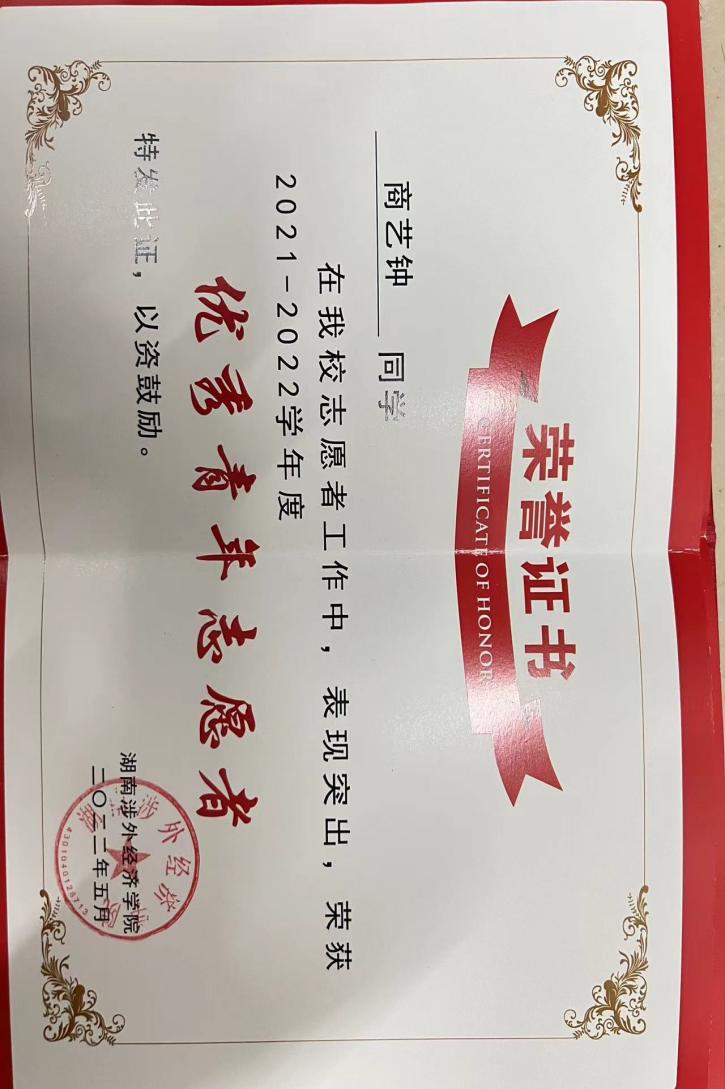 荣誉证书
CERTIFICATE OF HONOR
商艺钟 同学
在我校志愿者工作中，表现突出，荣获
2021-2022学年度
优秀青年志愿者
特发此证，以资鼓励。
湖南涉外经济学院
二〇二二年五月
4301040128713